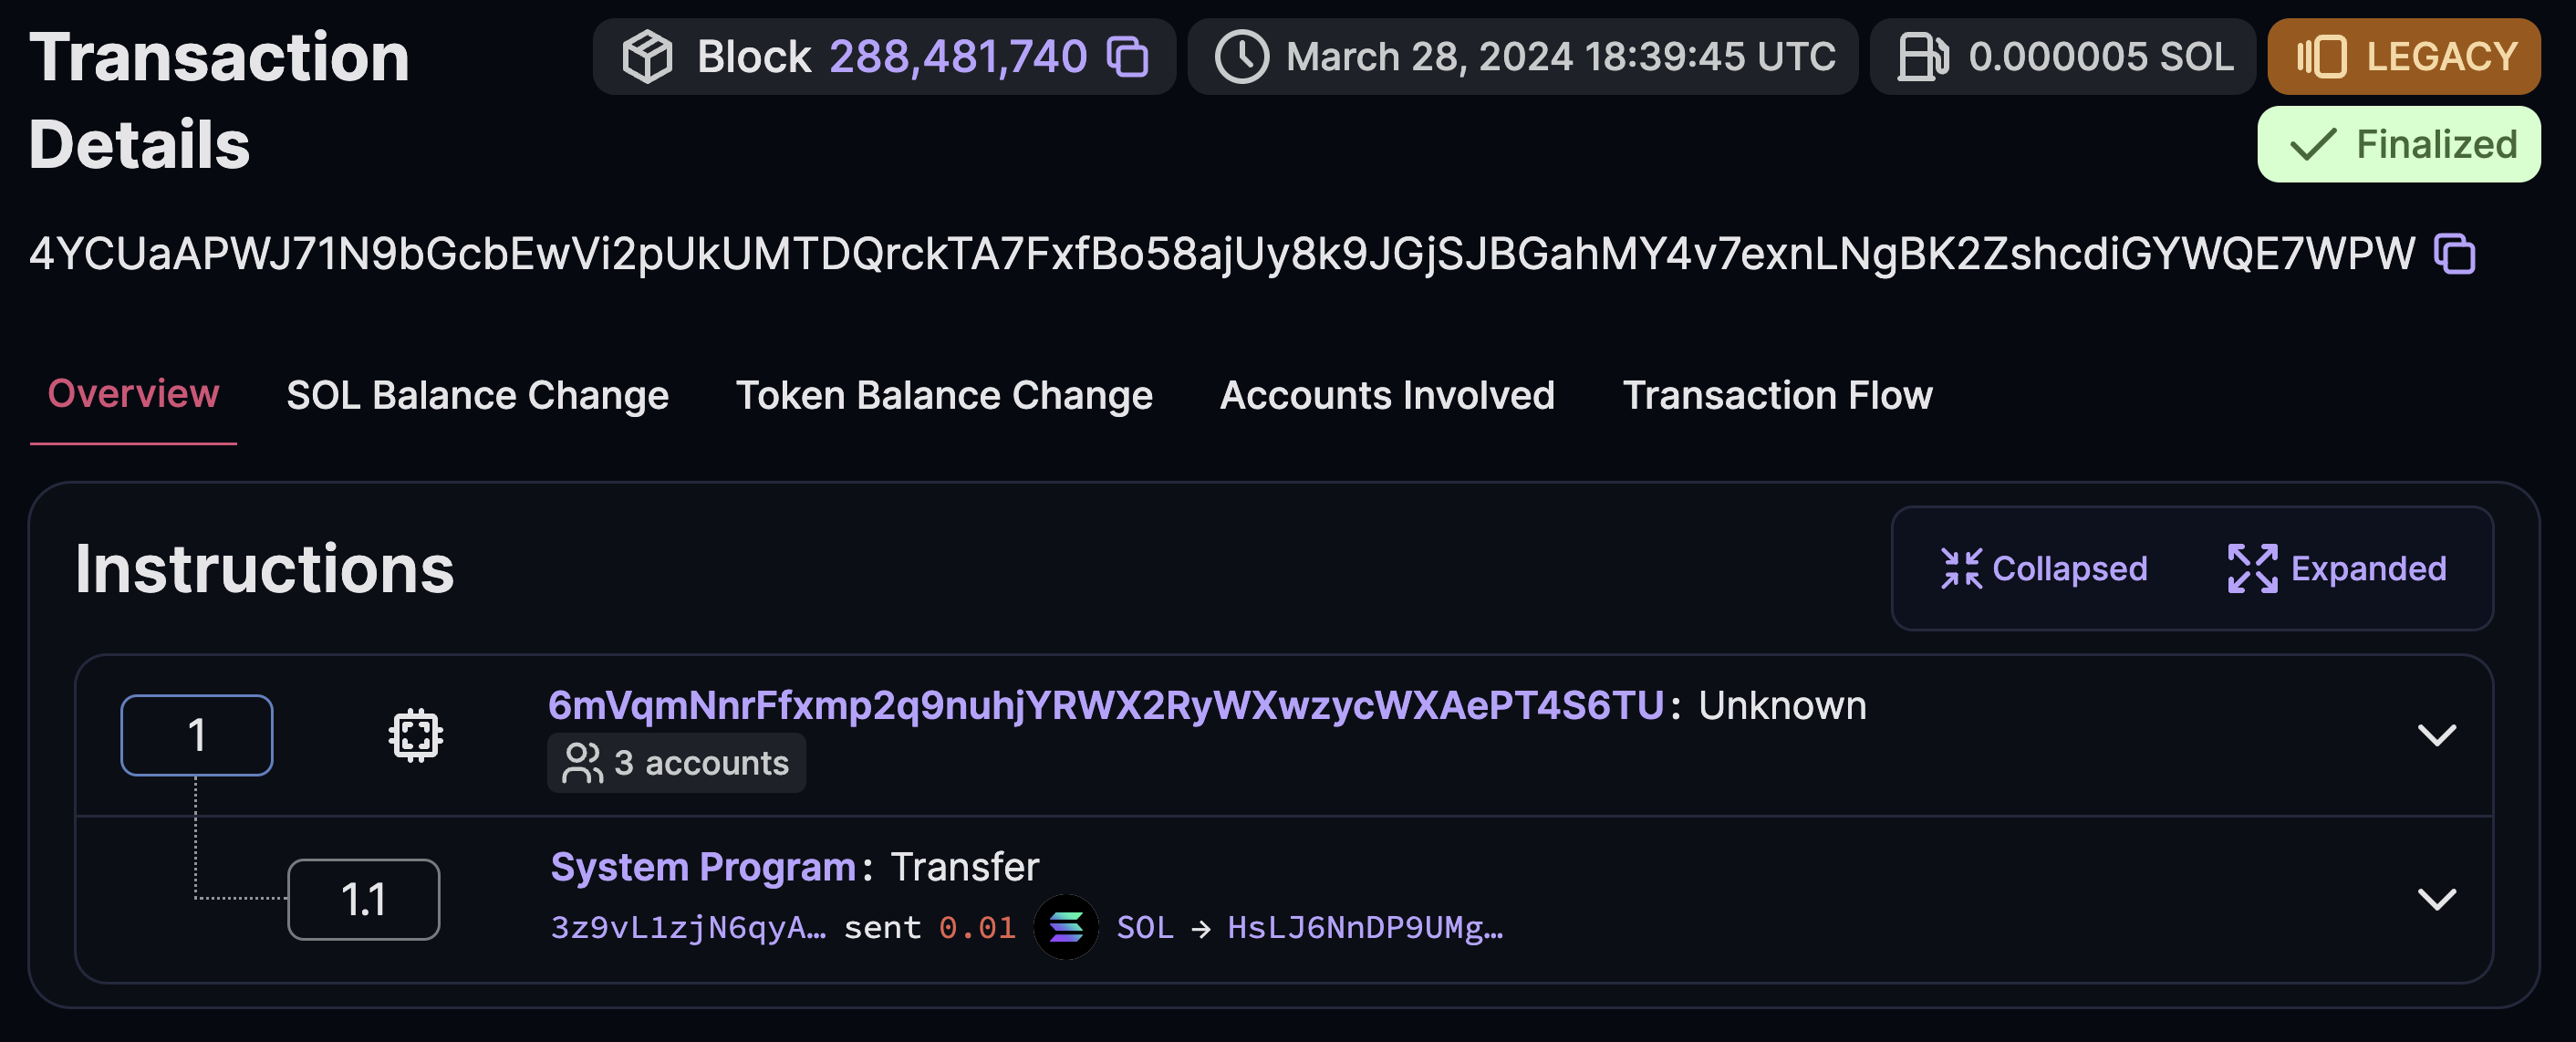 Transaction Details
Block 288,481,740
March 28, 2024 18:39:45 UTC
0.000005 SOL
LEGACY
Finalized
4YCUaAPWJ71N9bGcbEwVi2pUkUMTDQrckTA7FxfBo58ajUy8k9JGjSJBGahMY4v7exnLNgBK2ZshcdiGYWQE7WPW
Overview
SOL Balance Change
Token Balance Change
Accounts Involved
Transaction Flow
Instructions
Collapsed
Expanded
1
6mVqmNnrFfxmp2q9nuhjYRWX2RyWXwzycWXAePT4S6TU: Unknown
3 accounts
1.1
System Program: Transfer
3z9vL1zjN6qyA… sent 0.01 SOL → HsLJ6NnDP9UMg…